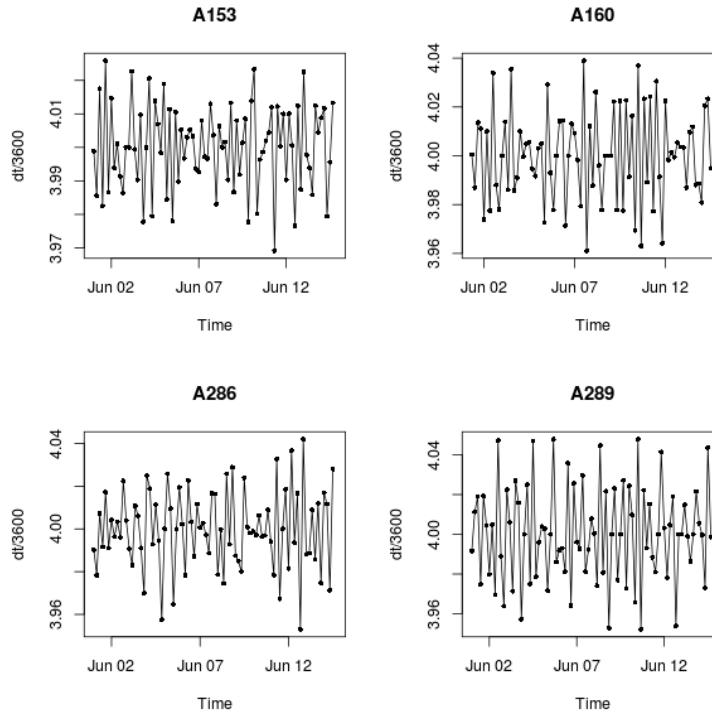 A153
dt/3600
4.01
3.99
3.97
Jun 02 Jun 07 Jun 12
Time
A160
dt/3600
4.04
4.02
4.00
3.98
3.96
Jun 02 Jun 07 Jun 12
Time
A286
dt/3600
4.04
4.00
3.96
Jun 02 Jun 07 Jun 12
Time
A289
dt/3600
4.04
4.00
3.96
Jun 02 Jun 07 Jun 12
Time